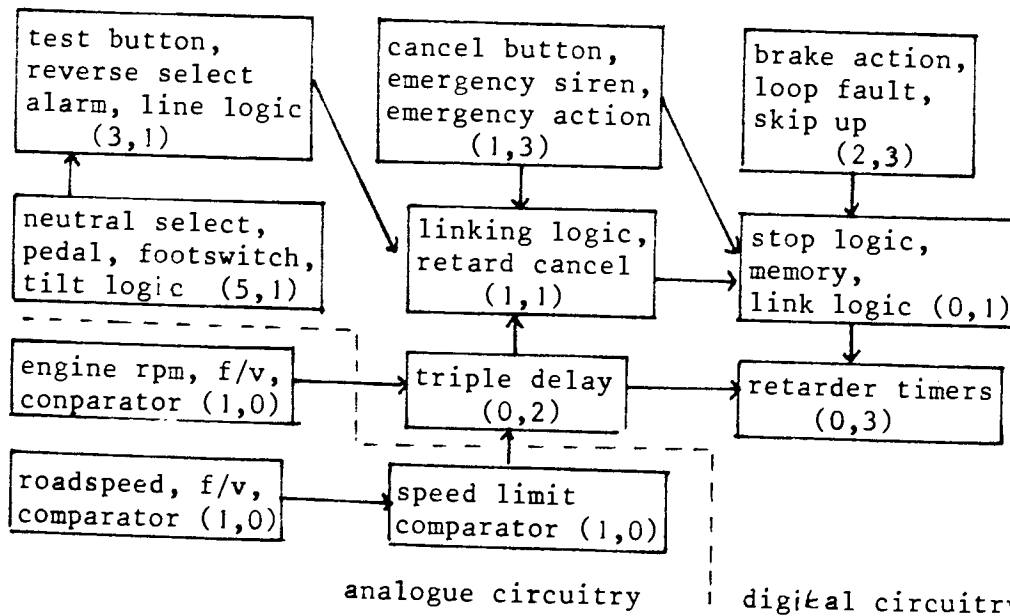 test button,
reverse select
alarm, line logic
(3,1)
cancel button,
emergency siren,
emergency action
(1,3)
brake action,
loop fault,
skip up
(2,3)
neutral select,
pedal, footswitch,
tilt logic (5,1)
linking logic,
retard cancel
(1,1)
stop logic,
memory,
link logic (0,1)
engine rpm, f/v,
conparator (1,0)
triple delay
(0,2)
retarder timers
(0,3)
roadspeed, f/v,
comparator (1,0)
speed limit
comparator (1,0)
analogue circuitry
digital circuitry